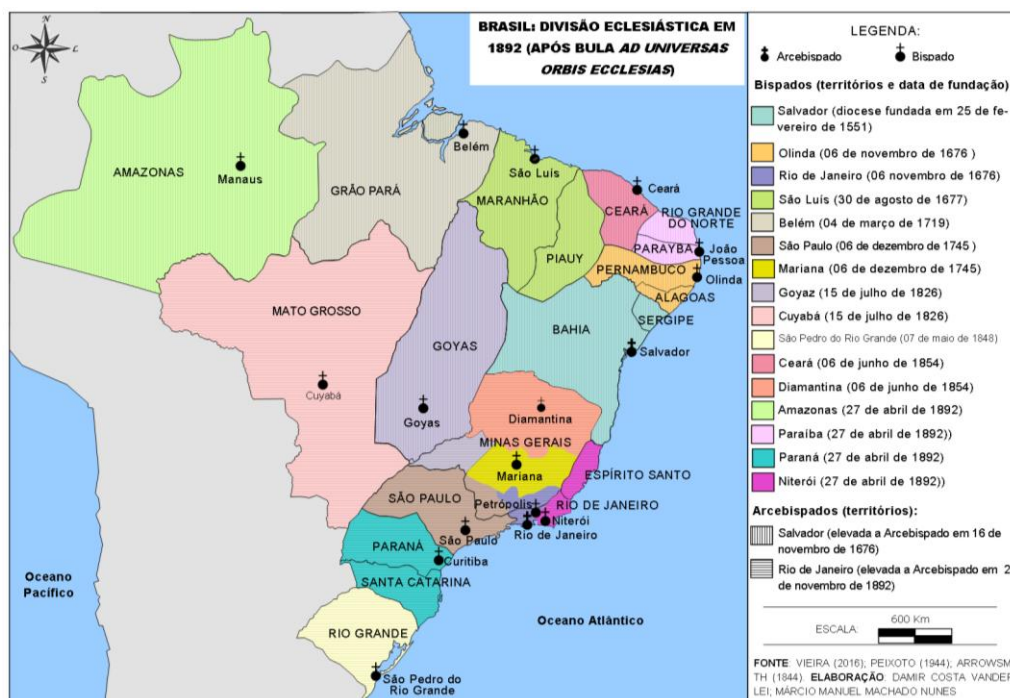 BRASIL: DIVISÃO ECLESIÁSTICA EM
1892 (APÓS BULA AD UNIVERSAS
ORBIS ECCLESIAS)
N
O
L
S
AMAZONAS
Manaus
GRÃO PARÁ
Belém
São Luís
MARANHÃO
PIAUY
CEARÁ
Ceará
RIO GRANDE
DO NORTE
PARAYBA
João
Pessoa
PERNAMBUCO
Olinda
ALAGOAS
SERGIPE
BAHIA
Salvador
MATO GROSSO
Cuyabá
GOYAS
Goyas
Diamantina
MINAS GERAIS
Mariana
ESPÍRITO SANTO
SÃO PAULO
Petrópolis
RIO DE JANEIRO
Niterói
Rio de Janeiro
São Paulo
PARANÁ
Curitiba
SANTA CATARINA
RIO GRANDE
São Pedro do
Rio Grande
Oceano
Pacífico
Oceano Atlântico
LEGENDA:
Arcebispado
Bispado
Bispados (territórios e data de fundação)
Salvador (diocese fundada em 25 de fe-
vereiro de 1551)
Olinda (06 de novembro de 1676 )
Rio de Janeiro (06 novembro de 1676)
São Luís (30 de agosto de 1677)
Belém (04 de março de 1719)
São Paulo (06 de dezembro de 1745)
Mariana (06 de dezembro de 1745)
Goyaz (15 de julho de 1826)
Cuyabá (15 de julho de 1826)
São Pedro do Rio Grande (07 de maio de 1848)
Ceará (06 de junho de 1854)
Diamantina (06 de junho de 1854)
Amazonas (27 de abril de 1892)
Paraíba (27 de abril de 1892))
Paraná (27 de abril de 1892)
Niterói (27 de abril de 1892))
Arcebispados (territórios):
Salvador (elevada a Arcebispado em 16 de
novembro de 1676)
Rio de Janeiro (elevada a Arcebispado em 2
de novembro de 1892)
ESCALA:
600 Km
FONTE: VIEIRA (2016); PEIXOTO (1944); ARROWSM
TH (1844). ELABORAÇÃO: DAMIR COSTA VANDER
LEI; MÁRCIO MANUEL MACHADO NUNES